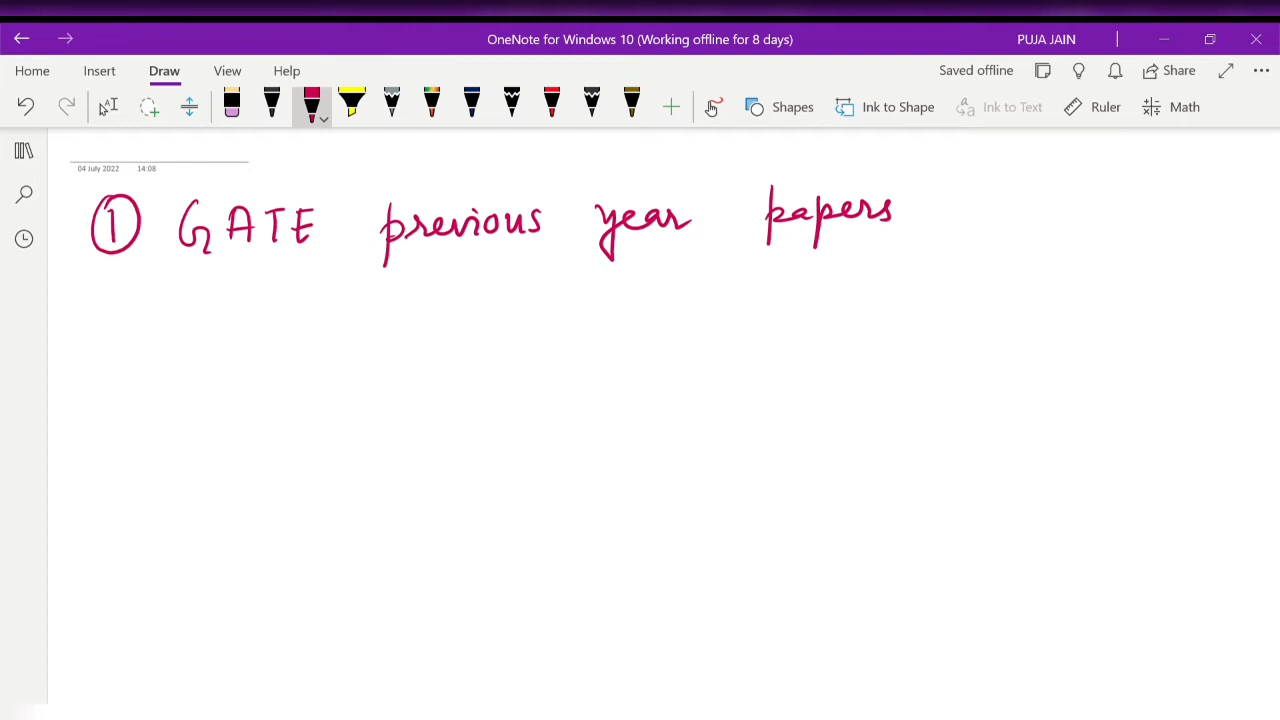 OneNote for Windows 10 (Working offline for 8 days) PUJA JAIN
Home Insert Draw View Help Saved offline Share
Shapes Ink to Shape Ink to Text Ruler Math
04 July 2022 14:08
① GATE previous year papers